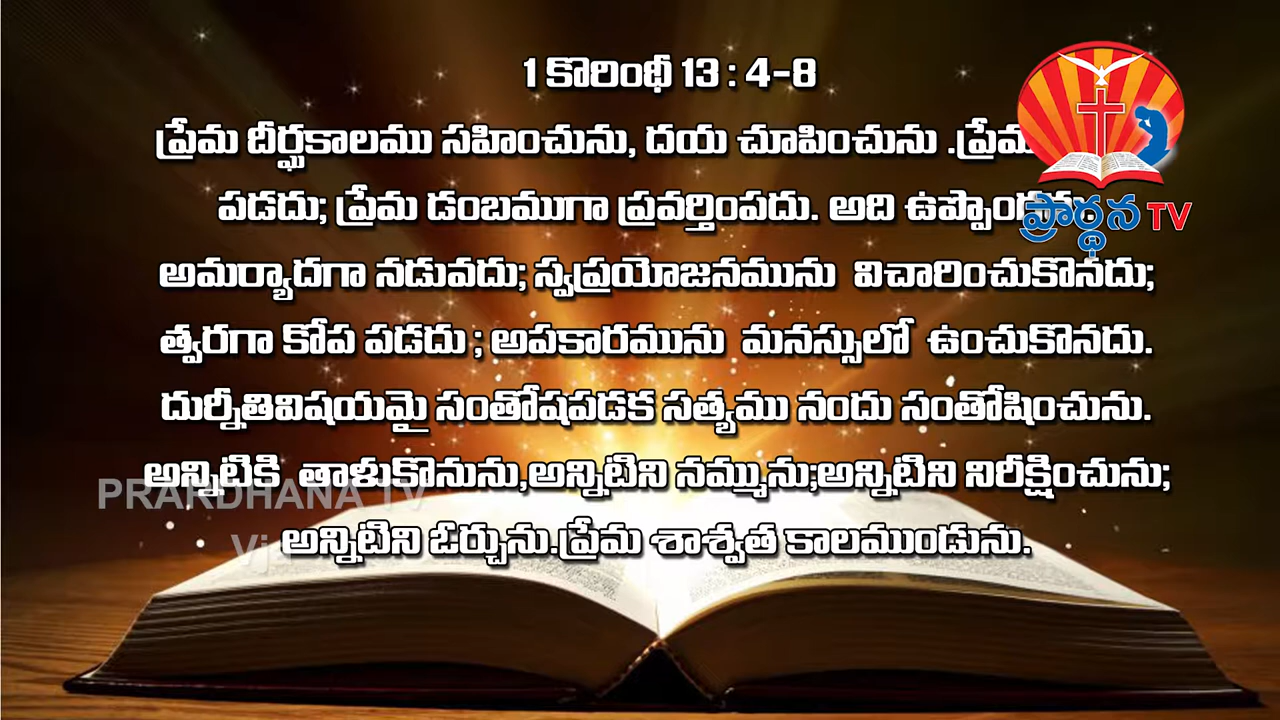 1 కొరింథీ 13 : 4-8
ప్రేమ దీర్ఘకాలము సహించును, దయ చూపించును .ప్రేమ
పడదు; ప్రేమ డంబముగా ప్రవర్తింపదు. అది
ప్రార్థన TV
అమర్యాదగా నడువదు; స్వప్రయోజనమును విచారించుకొనదు;
త్వరగా కోప పడదు ; అపకారమును మనస్సులో ఉంచుకొనదు.
దుర్నీతివిషయమై సంతోషపడక సత్యము నందు సంతోషించును.
అన్నిటికి తాళుకొనును,అన్నిటిని నమ్మును;అన్నిటిని నిరీక్షించును;
PRARDHANA TV
అన్నిటిని ఓర్చును.ప్రేమ శాశ్వత కాలముండును.